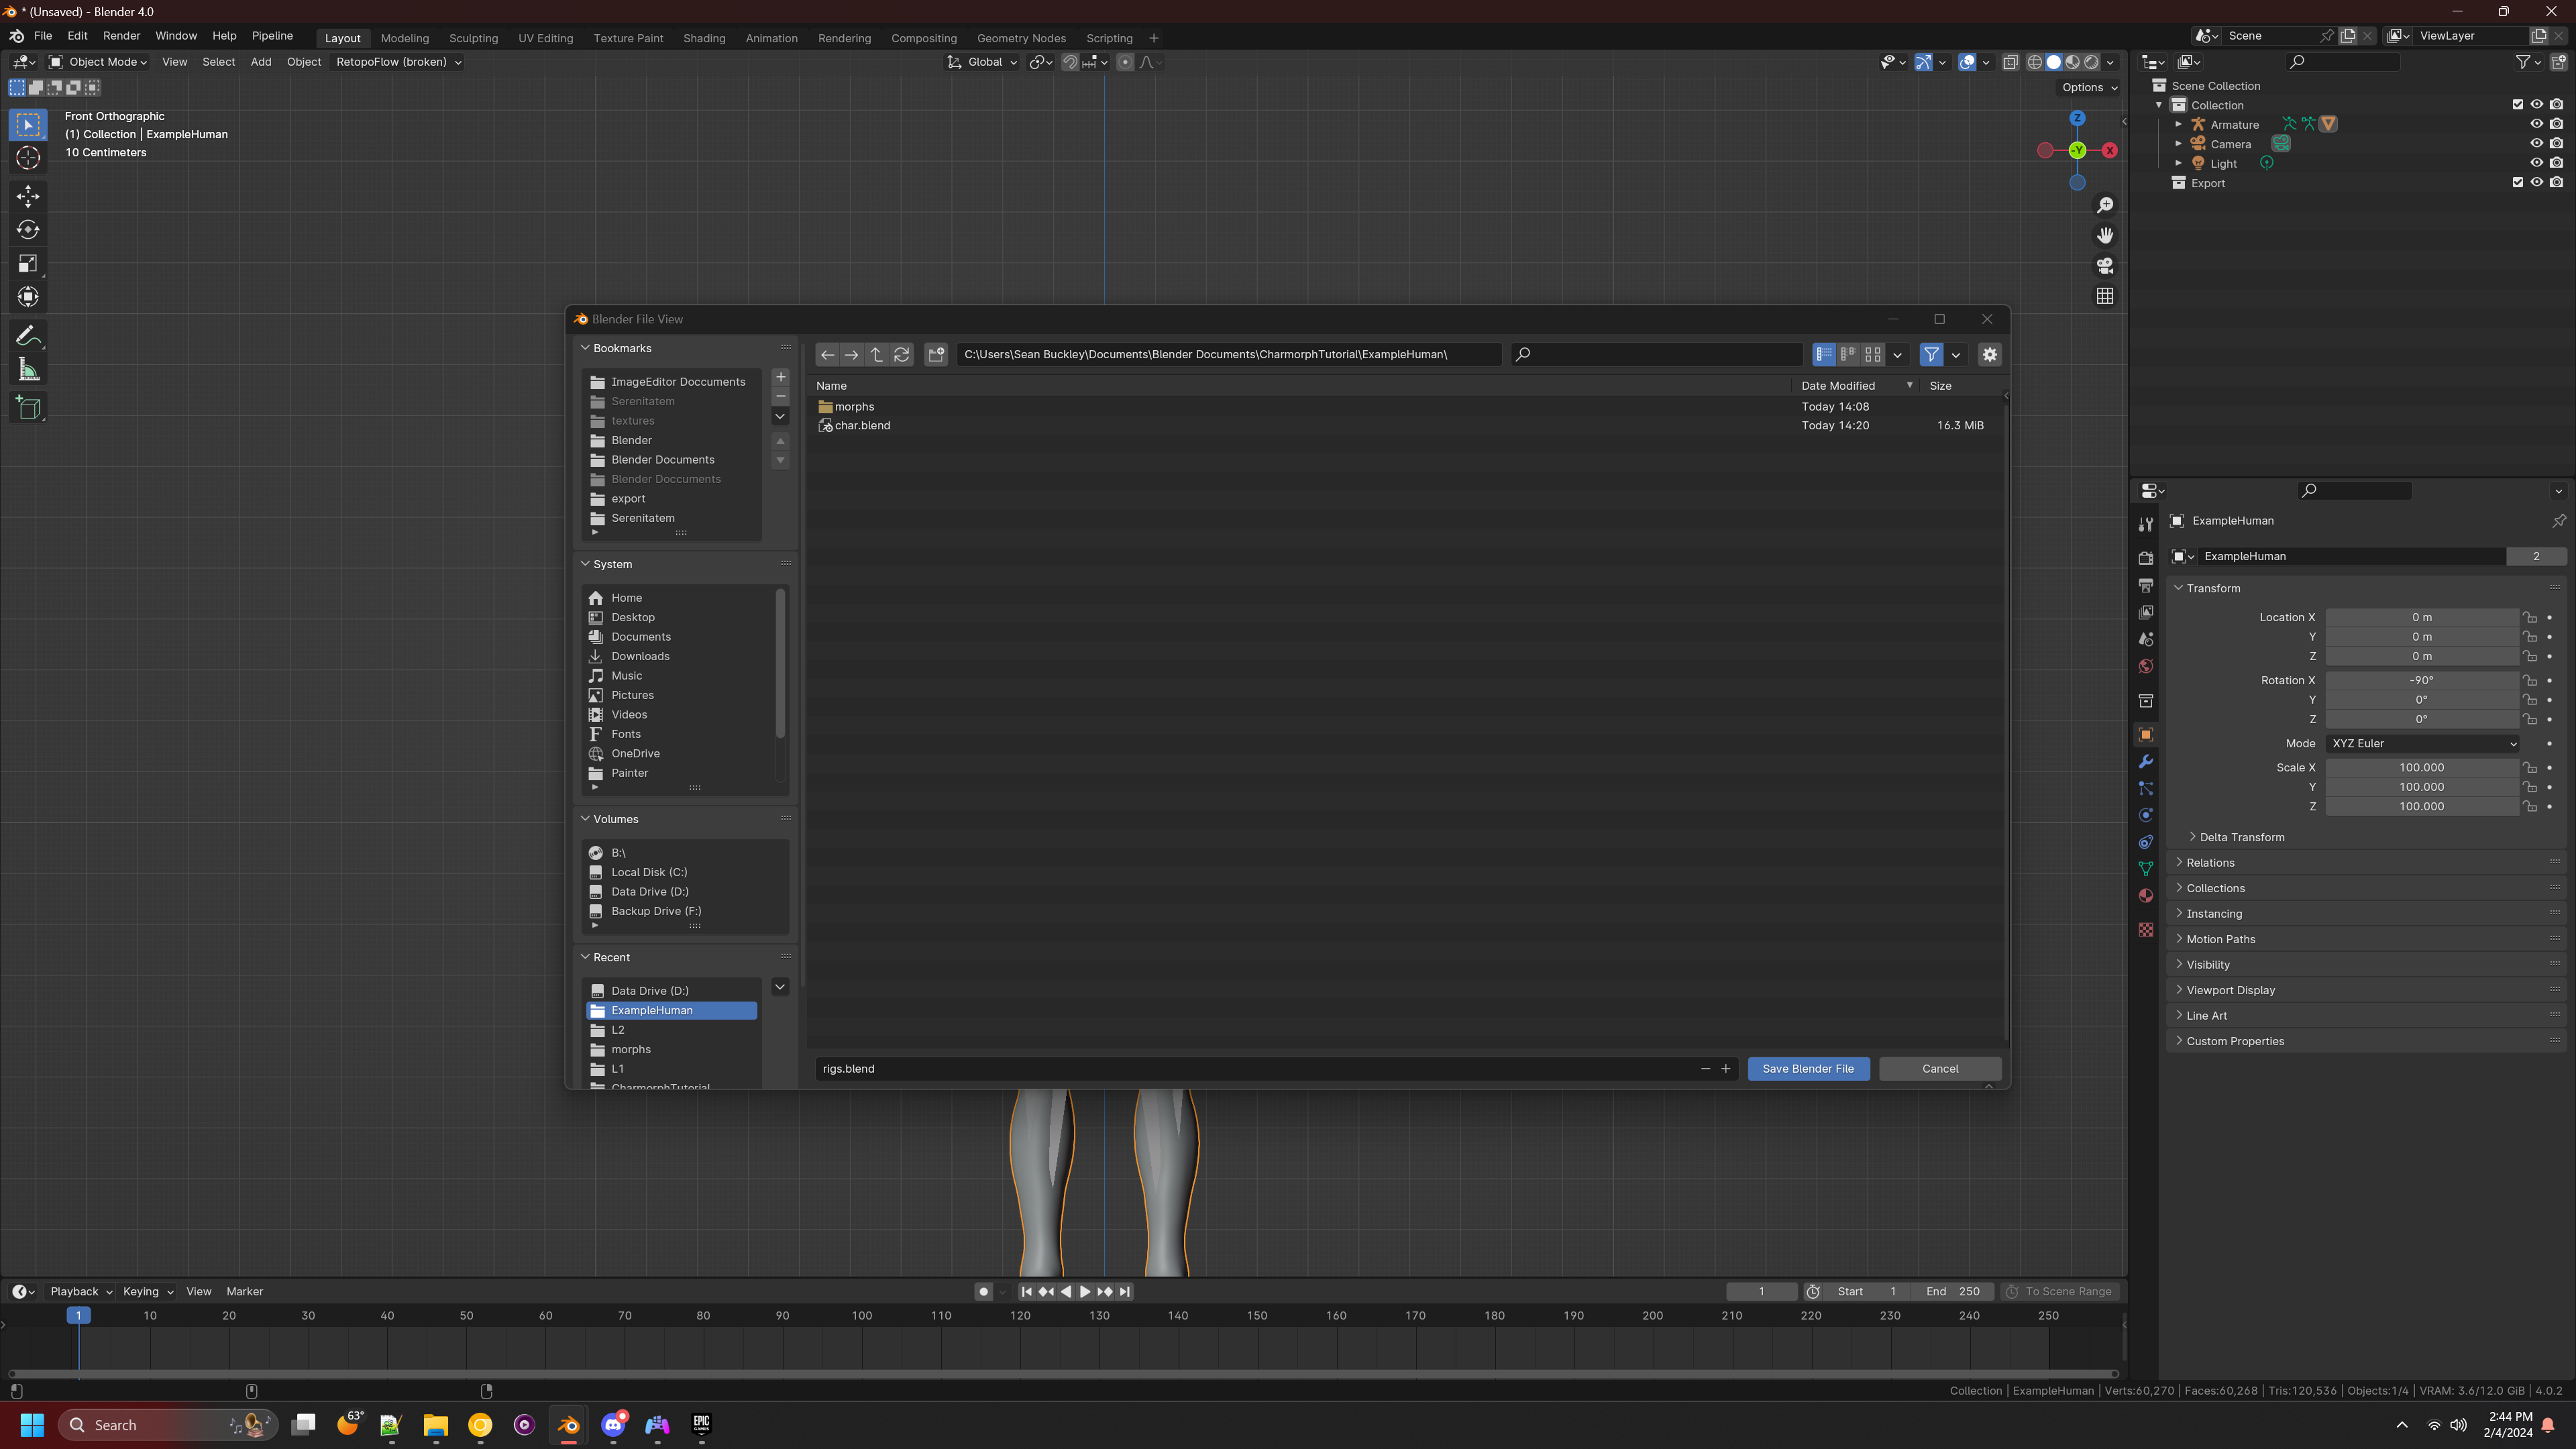 * (Unsaved) - Blender 4.0
File Edit Render Window Help Pipeline Layout Modeling Sculpting UV Editing Texture Paint Shading Animation Rendering Compositing Geometry Nodes Scripting + Scene ViewLayer
Object Mode View Select Add Object RetopoFlow (broken) Global
Options
Front Orthographic
(1) Collection | ExampleHuman
10 Centimeters
Z
-Y
X
Scene Collection
Collection
Armature
Camera
Light
Export
Blender File View
Bookmarks
ImageEditor Doccuments
Serenitatem
textures
Blender
Blender Documents
Blender Doccuments
export
Serenitatem
System
Home
Desktop
Documents
Downloads
Music
Pictures
Videos
Fonts
OneDrive
Painter
Volumes
B:\
Local Disk (C:)
Data Drive (D:)
Backup Drive (F:)
Recent
Data Drive (D:)
ExampleHuman
L2
morphs
L1
CharmorphTutorial
C:\Users\Sean Buckley\Documents\Blender Documents\CharmorphTutorial\ExampleHuman\
Name Date Modified Size
morphs Today 14:08
char.blend Today 14:20 16.3 MiB
rigs.blend Save Blender File Cancel
ExampleHuman
ExampleHuman 2
Transform
Location X 0 m
Y 0 m
Z 0 m
Rotation X -90°
Y 0°
Z 0°
Mode XYZ Euler
Scale X 100.000
Y 100.000
Z 100.000
Delta Transform
Relations
Collections
Instancing
Motion Paths
Visibility
Viewport Display
Line Art
Custom Properties
Playback Keying View Marker 1 Start 1 End 250 To Scene Range
1 10 20 30 40 50 60 70 80 90 100 110 120 130 140 150 160 170 180 190 200 210 220 230 240 250
Collection | ExampleHuman | Verts:60,270 | Faces:60,268 | Tris:120,536 | Objects:1/4 | VRAM: 3.6/12.0 GiB | 4.0.2
Search
63°
EPIC GAMES
2:44 PM
2/4/2024